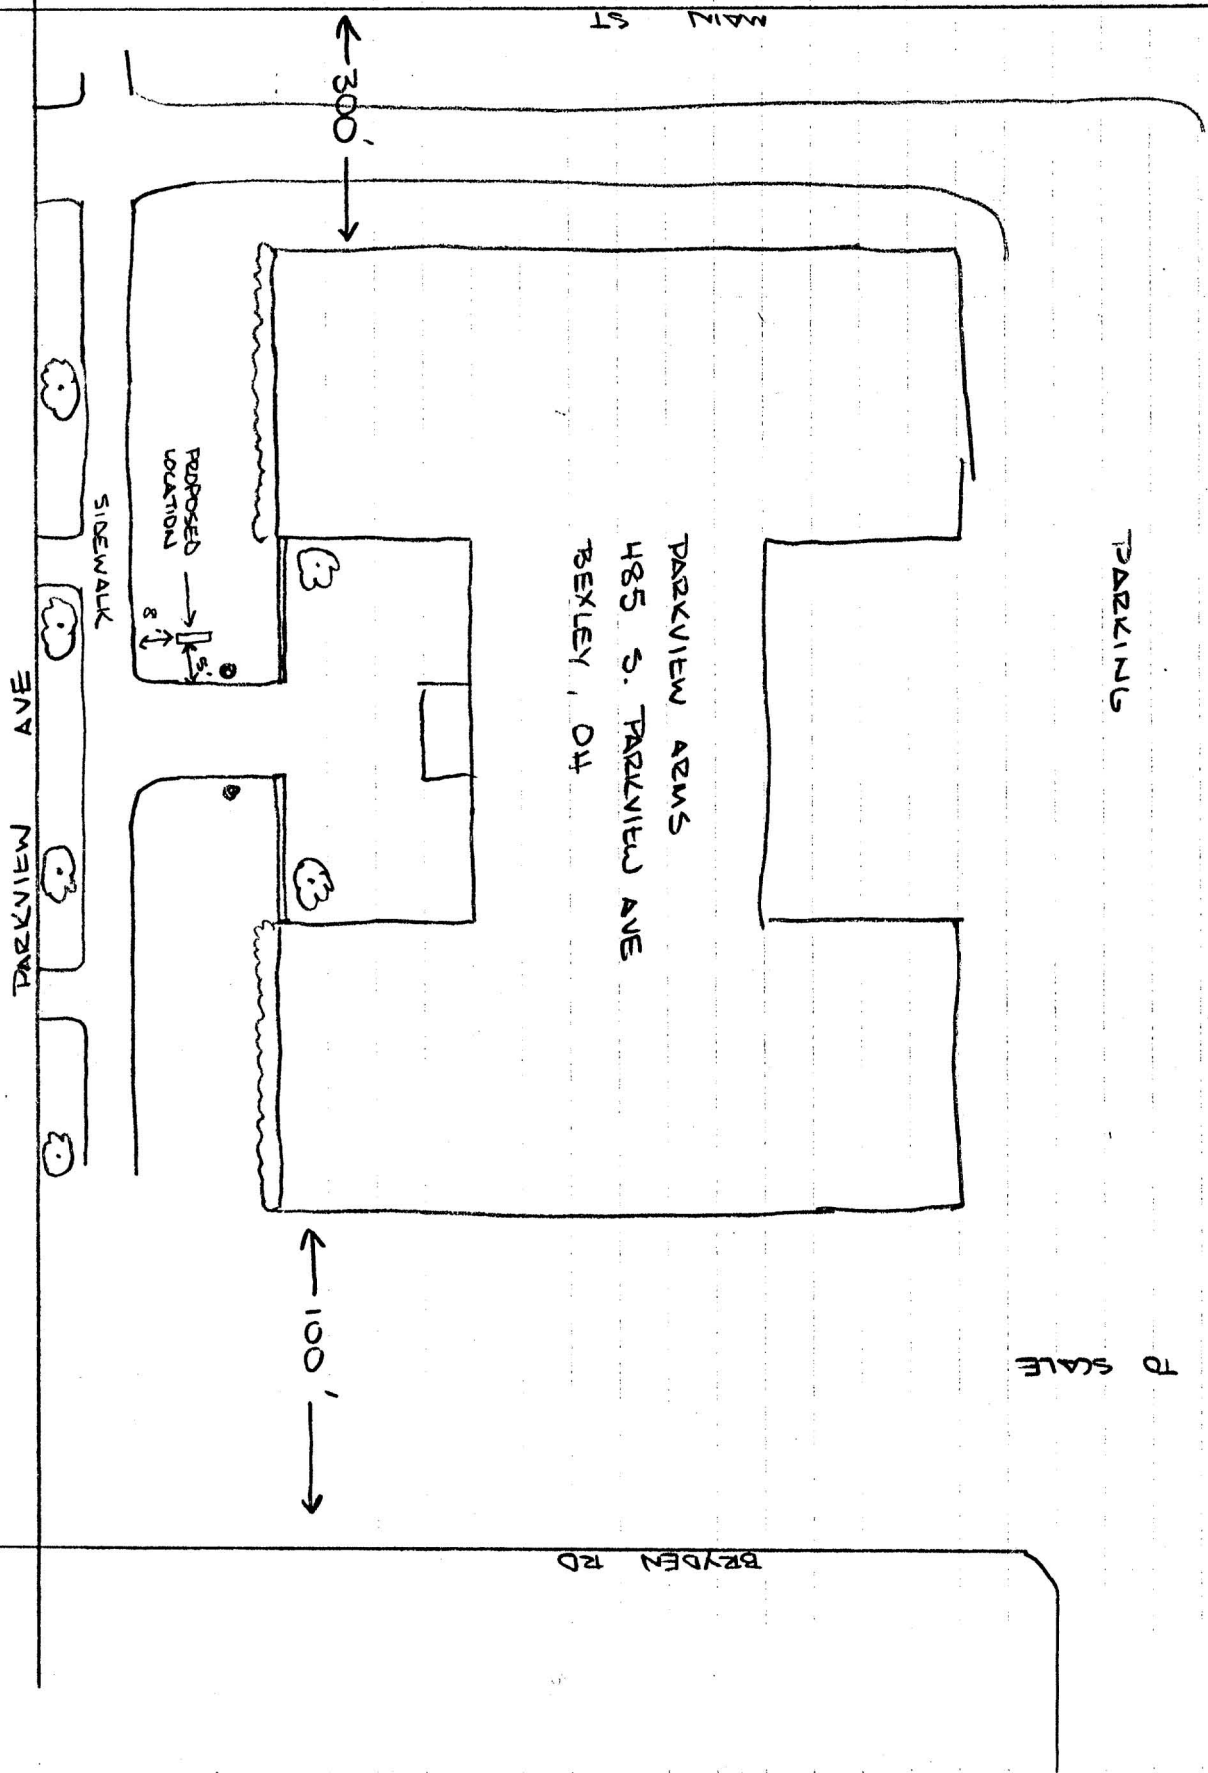 MAIN ST
300'
PARKING
PARKVIEW ARMS
485 S. PARKVIEW AVE
BEXLEY, OH
PROPOSED
LOCATION
8'
5'
SIDEWALK
PARKVIEW AVE
100'
TO SCALE
BRYDEN RD